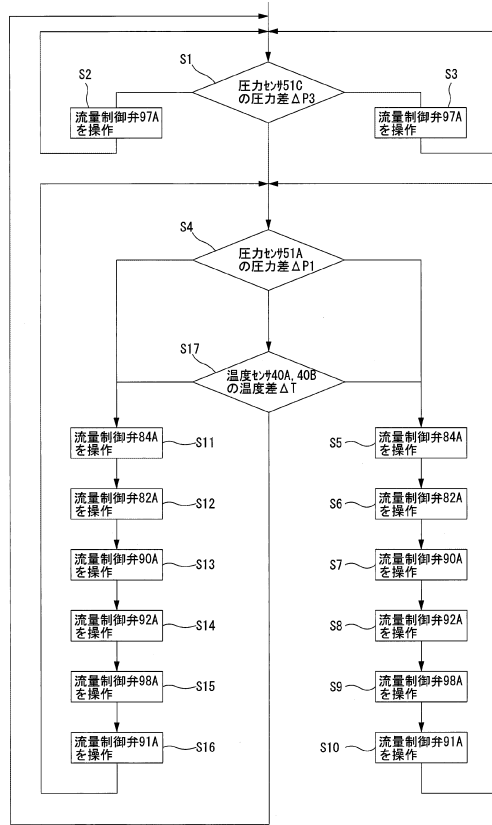 S1
圧力センサ51C
の圧力差ΔP3
S2
流量制御弁97A
を操作
S3
流量制御弁97A
を操作
S4
圧力センサ51A
の圧力差ΔP1
S17
温度センサ40A, 40B
の温度差ΔT
流量制御弁84A
を操作
S11
流量制御弁82A
を操作
S12
流量制御弁90A
を操作
S13
流量制御弁92A
を操作
S14
流量制御弁98A
を操作
S15
流量制御弁91A
を操作
S16
S5
流量制御弁84A
を操作
S6
流量制御弁82A
を操作
S7
流量制御弁90A
を操作
S8
流量制御弁92A
を操作
S9
流量制御弁98A
を操作
S10
流量制御弁91A
を操作